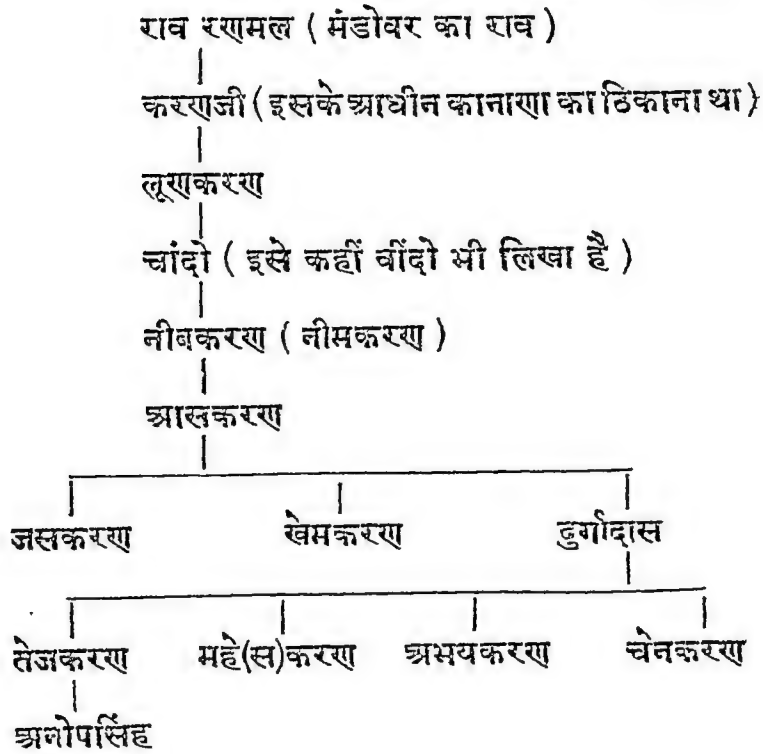 राव रणमल ( मंडोवर का राव )
करणजी ( इसके आधीन कानाणा का ठिकाना था )
लूणकरण
चांदो ( इसे कहीं वींदो भी लिखा है )
नीबकरण ( नीमकरण )
आसकरण
जसकरण खेमकरण दुर्गादास
तेजकरण महे(स)करण अभयकरण चेनकरण
अनोपसिंह